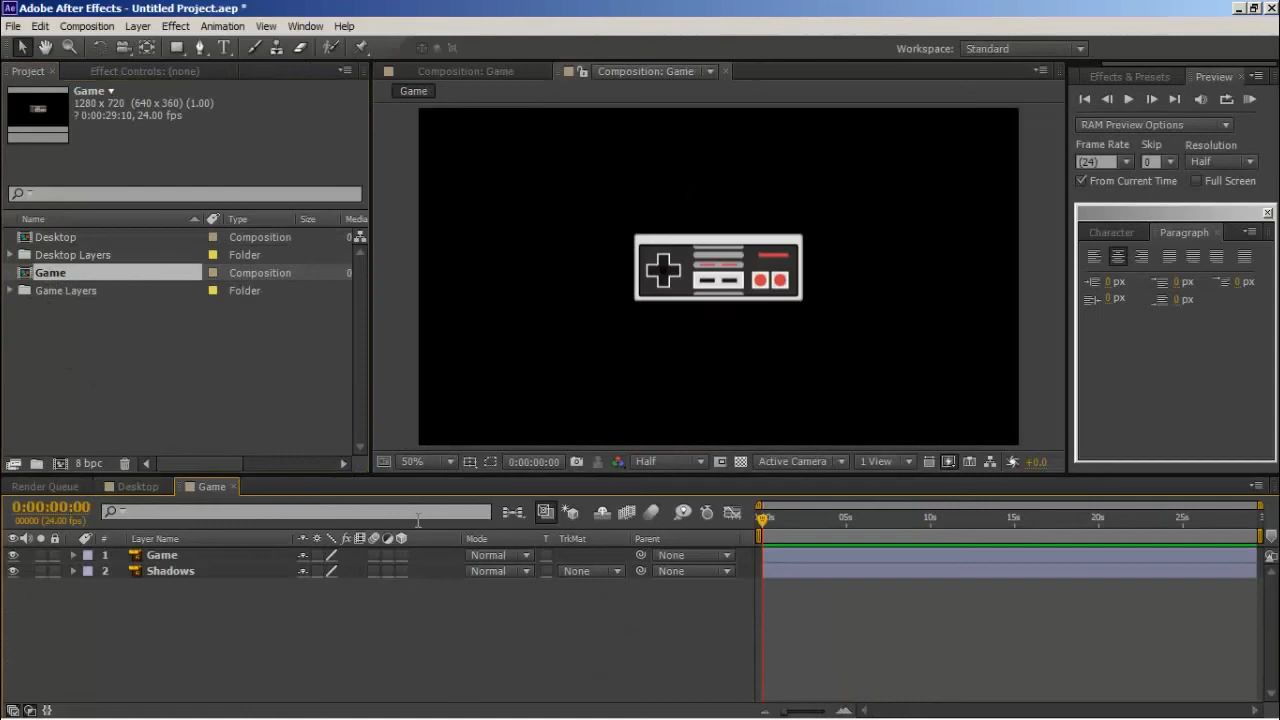 Adobe After Effects - Untitled Project.aep *
File Edit Composition Layer Effect Animation View Window Help
Workspace: Standard
Project Effect Controls: (none)
Composition: Game Composition: Game
Effects & Presets Preview
Game
1280 x 720 (640 x 360) (1.00)
? 0:00:29:10, 24.00 fps
Game
RAM Preview Options
Frame Rate Skip Resolution
(24) 0 Half
From Current Time Full Screen
Name Type Size Media
Desktop Composition 0
Desktop Layers Folder
Game Composition 0
Game Layers Folder
Character Paragraph
0 px 0 px 0 px
0 px 0 px
8 bpc
50% 0:00:00:00 Half Active Camera 1 View +0.0
Render Queue Desktop Game
0:00:00:00
00000 (24.00 fps)
05s 10s 15s 20s 25s
# Layer Name Mode T TrkMat Parent
1 Game Normal None
2 Shadows Normal None None